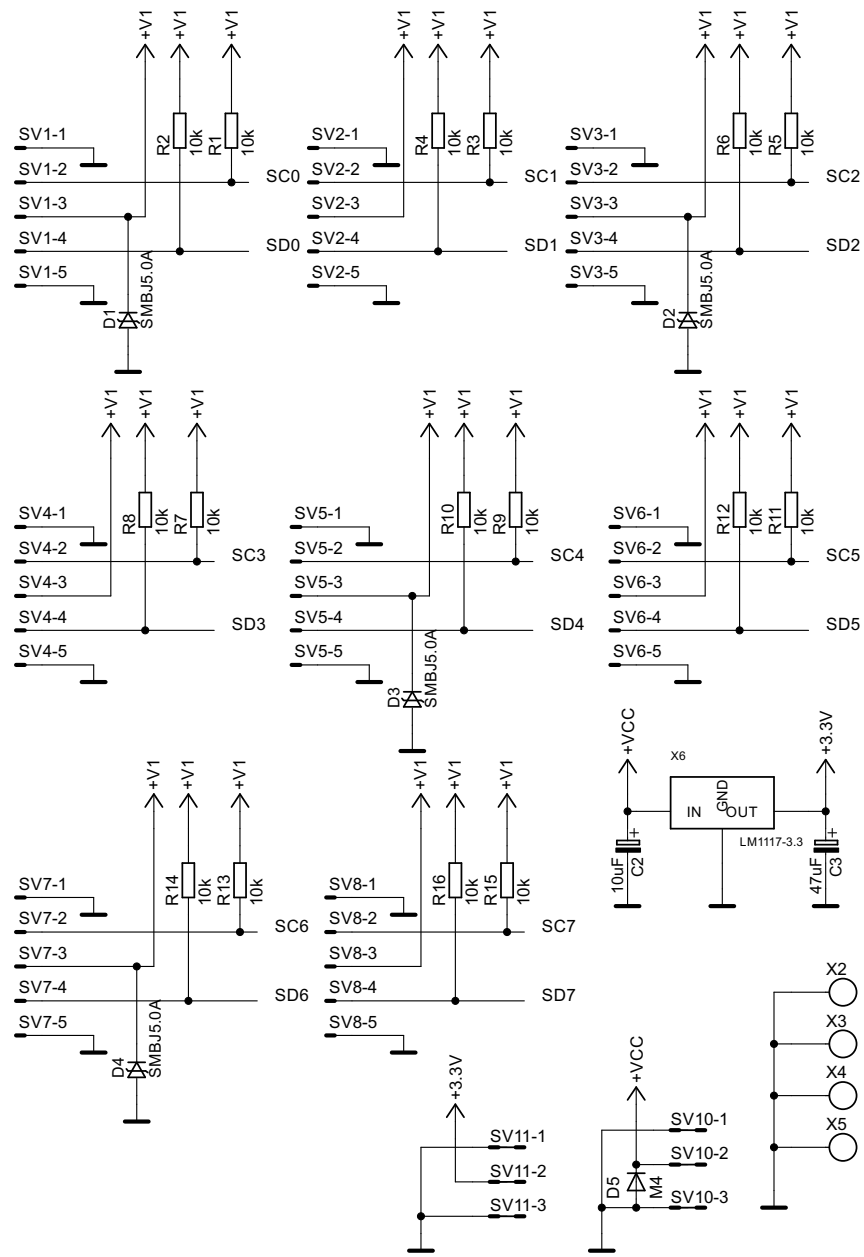 +V1 +V1 +V1 +V1 +V1 +V1 +V1 +V1 +V1
SV1-1 R2 10k R1 10k SV2-1 R4 10k R3 10k SV3-1 R6 10k R5 10k
SV1-2 SC0 SV2-2 SC1 SV3-2 SC2
SV1-3 SV2-3 SV3-3
SV1-4 SD0 SV2-4 SD1 SV3-4 SD2
SV1-5 SV2-5 SV3-5
D1 SMBJ5.0A D2 SMBJ5.0A
+V1 +V1 +V1 +V1 +V1 +V1 +V1 +V1 +V1
SV4-1 R8 10k R7 10k SV5-1 R10 10k R9 10k SV6-1 R12 10k R11 10k
SV4-2 SC3 SV5-2 SC4 SV6-2 SC5
SV4-3 SV5-3 SV6-3
SV4-4 SD3 SV5-4 SD4 SV6-4 SD5
SV4-5 SV5-5 SV6-5
D3 SMBJ5.0A
+VCC +3.3V
X6
IN GND OUT
LM1117-3.3
10uF C2 + 47uF C3 +
+V1 +V1 +V1 +V1 +V1 +V1
SV7-1 R14 10k R13 10k SV8-1 R16 10k R15 10k
SV7-2 SC6 SV8-2 SC7
SV7-3 SV8-3
SV7-4 SD6 SV8-4 SD7
SV7-5 SV8-5
D4 SMBJ5.0A
X2
X3
X4
X5
+3.3V
SV11-1
SV11-2
SV11-3
+VCC
SV10-1
SV10-2
D5 M4
SV10-3